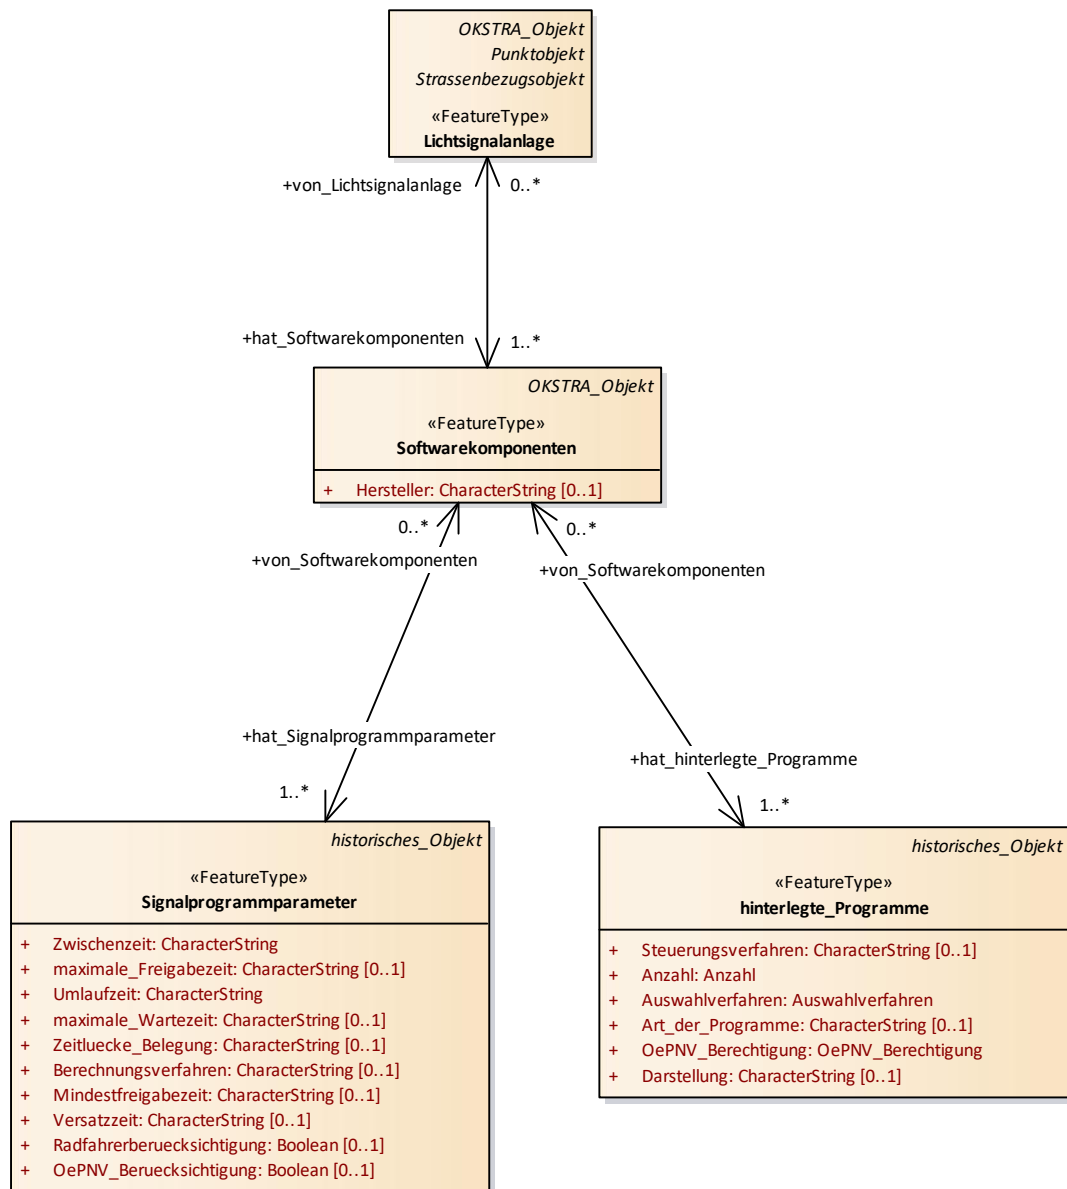 OKSTRA_Objekt
Punktobjekt
Strassenbezugsobjekt
«FeatureType»
Lichtsignalanlage
+von_Lichtsignalanlage
0..*
+hat_Softwarekomponenten
1..*
OKSTRA_Objekt
«FeatureType»
Softwarekomponenten
+ Hersteller: CharacterString [0..1]
0..*
0..*
+von_Softwarekomponenten
+von_Softwarekomponenten
+hat_Signalprogrammparameter
+hat_hinterlegte_Programme
1..*
1..*
historisches_Objekt
«FeatureType»
Signalprogrammparameter
+ Zwischenzeit: CharacterString
+ maximale_Freigabezeit: CharacterString [0..1]
+ Umlaufzeit: CharacterString
+ maximale_Wartezeit: CharacterString [0..1]
+ Zeitluecke_Belegung: CharacterString [0..1]
+ Berechnungsverfahren: CharacterString [0..1]
+ Mindestfreigabezeit: CharacterString [0..1]
+ Versatzzeit: CharacterString [0..1]
+ Radfahrerberuecksichtigung: Boolean [0..1]
+ OePNV_Beruecksichtigung: Boolean [0..1]
historisches_Objekt
«FeatureType»
hinterlegte_Programme
+ Steuerungsverfahren: CharacterString [0..1]
+ Anzahl: Anzahl
+ Auswahlverfahren: Auswahlverfahren
+ Art_der_Programme: CharacterString [0..1]
+ OePNV_Berechtigung: OePNV_Berechtigung
+ Darstellung: CharacterString [0..1]